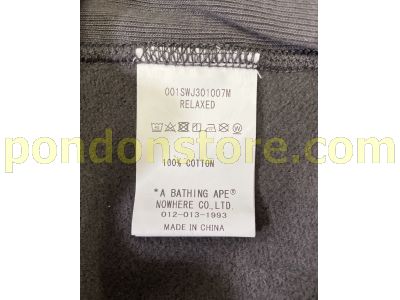 001SWJ301007M
RELAXED
100% COTTON
pondonstore.com
*A BATHING APE®
NOWHERE CO.,LTD.
012-013-1993
MADE IN CHINA